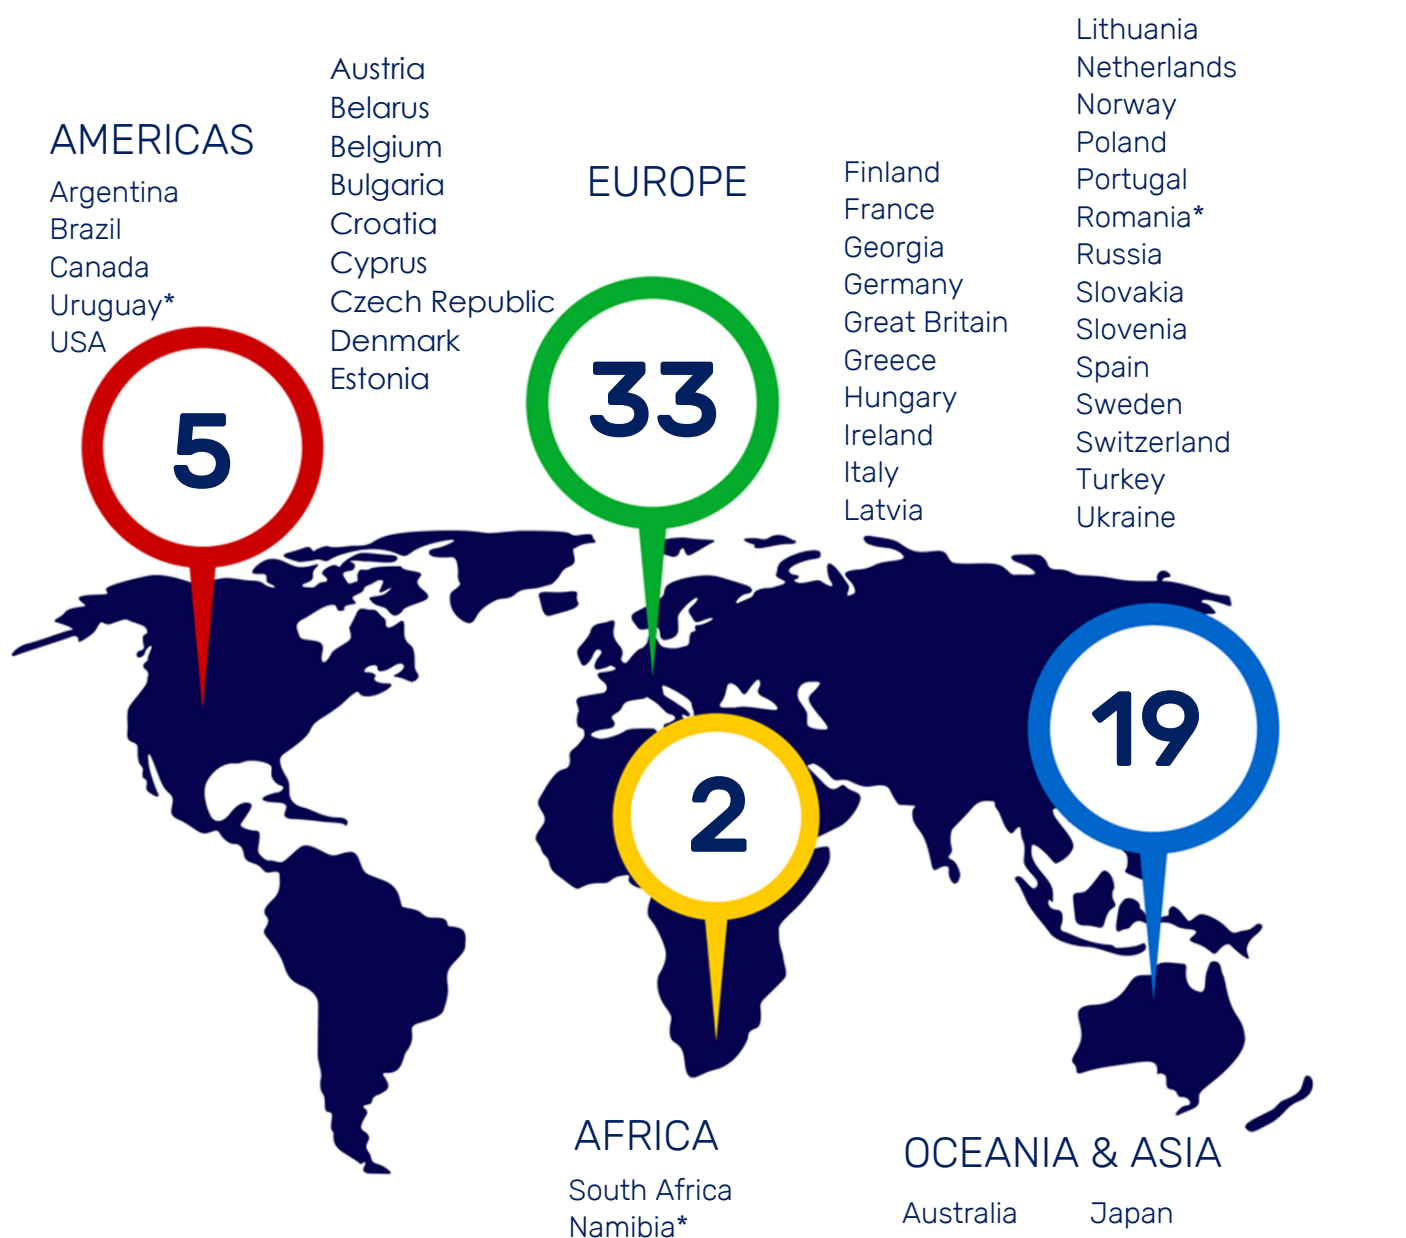 AMERICAS
Argentina
Brazil
Canada
Uruguay*
USA
5
Austria
Belarus
Belgium
Bulgaria
Croatia
Cyprus
Czech Republic
Denmark
Estonia
EUROPE
33
Finland
France
Georgia
Germany
Great Britain
Greece
Hungary
Ireland
Italy
Latvia
Lithuania
Netherlands
Norway
Poland
Portugal
Romania*
Russia
Slovakia
Slovenia
Spain
Sweden
Switzerland
Turkey
Ukraine
2
AFRICA
South Africa
Namibia*
19
OCEANIA & ASIA
Australia
Japan